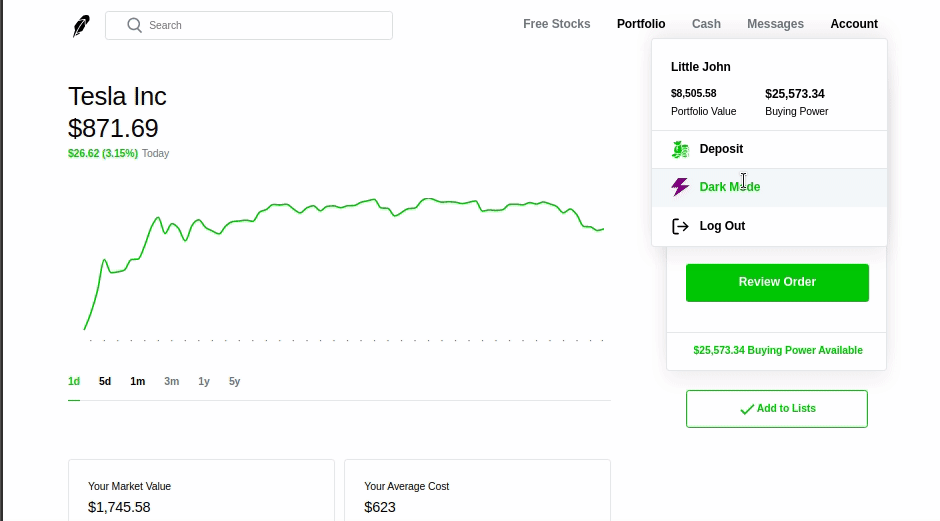 Search
Free Stocks Portfolio Cash Messages Account
Little John
$8,505.58 $25,573.34
Portfolio Value Buying Power
Deposit
Dark Mode
Log Out
Tesla Inc
$871.69
$26.62 (3.15%) Today
Review Order
$25,573.34 Buying Power Available
Add to Lists
1d 5d 1m 3m 1y 5y
Your Market Value
$1,745.58
Your Average Cost
$623